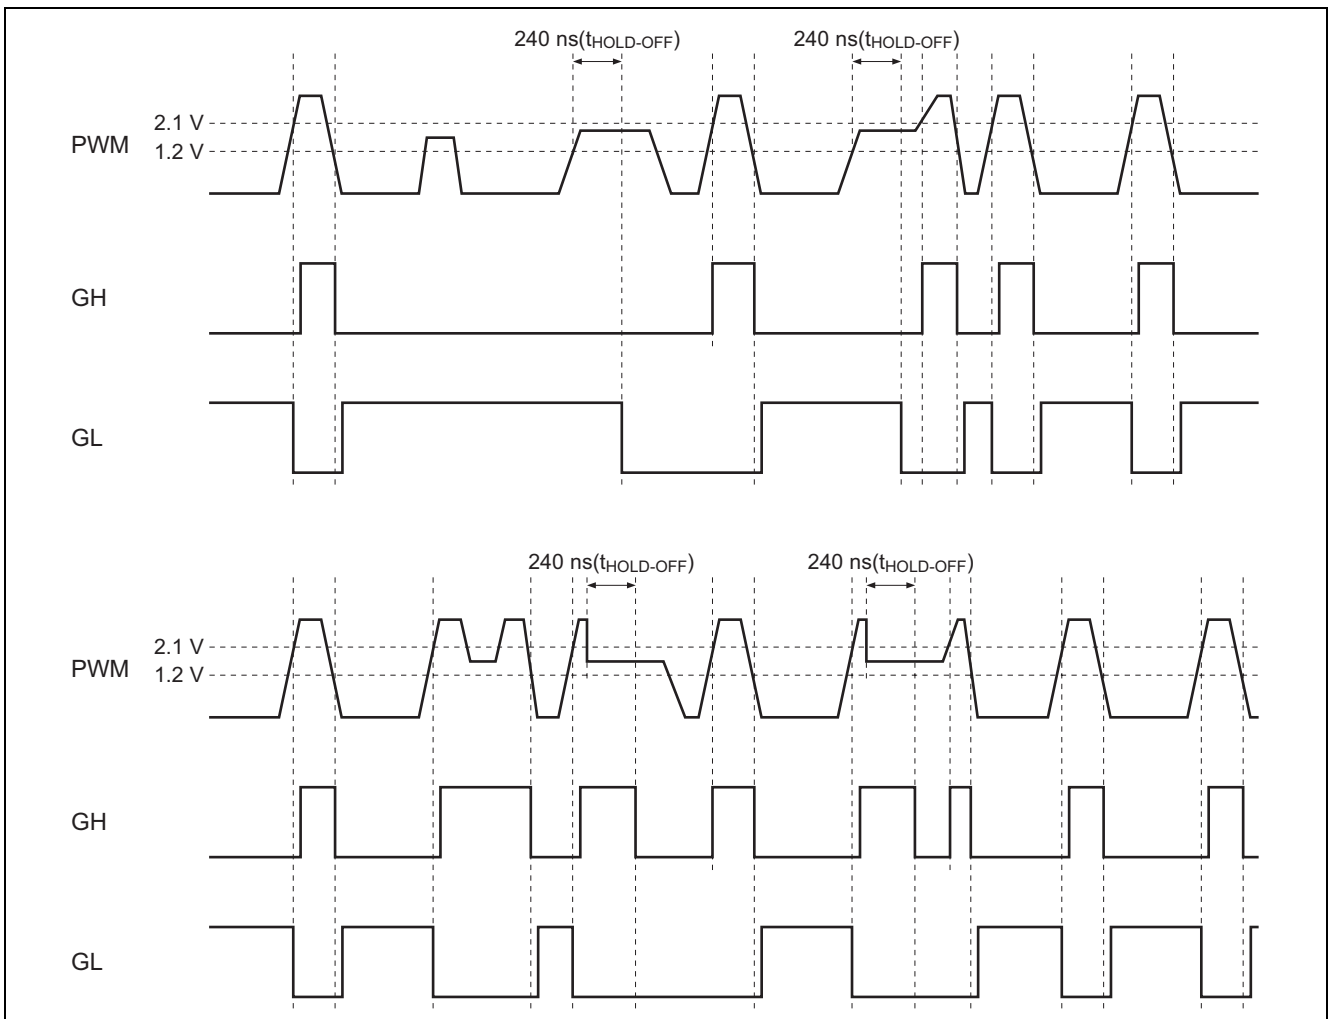 240 ns(tHOLD-OFF) 240 ns(tHOLD-OFF)
2.1 V
PWM
1.2 V
GH
GL
240 ns(tHOLD-OFF) 240 ns(tHOLD-OFF)
2.1 V
PWM
1.2 V
GH
GL